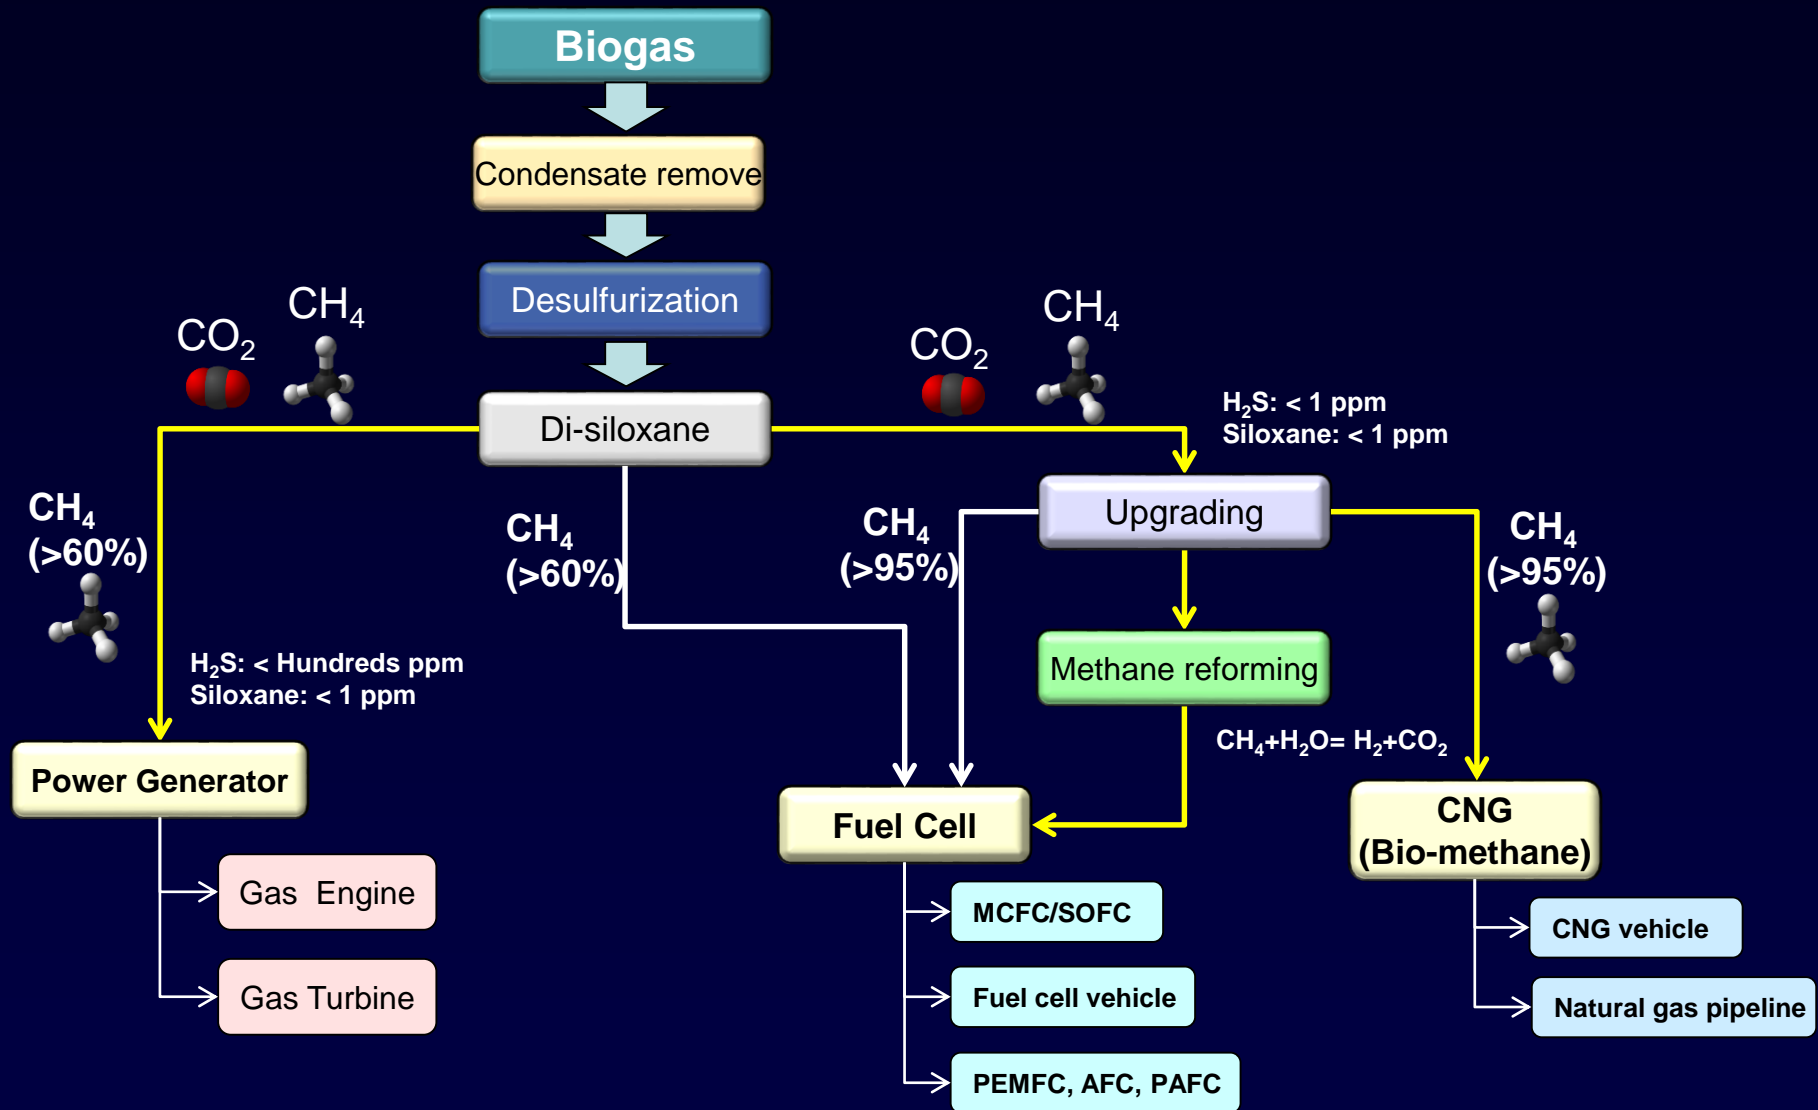 Biogas
Condensate remove
Desulfurization
CO₂
CH₄
CO₂
CH₄
Di-siloxane
H₂S: < 1 ppm
Siloxane: < 1 ppm
CH₄
(>60%)
CH₄
(>60%)
CH₄
(>95%)
Upgrading
CH₄
(>95%)
H₂S: < Hundreds ppm
Siloxane: < 1 ppm
Methane reforming
CH₄+H₂O= H₂+CO₂
Power Generator
Fuel Cell
CNG
(Bio-methane)
Gas Engine
Gas Turbine
MCFC/SOFC
Fuel cell vehicle
PEMFC, AFC, PAFC
CNG vehicle
Natural gas pipeline